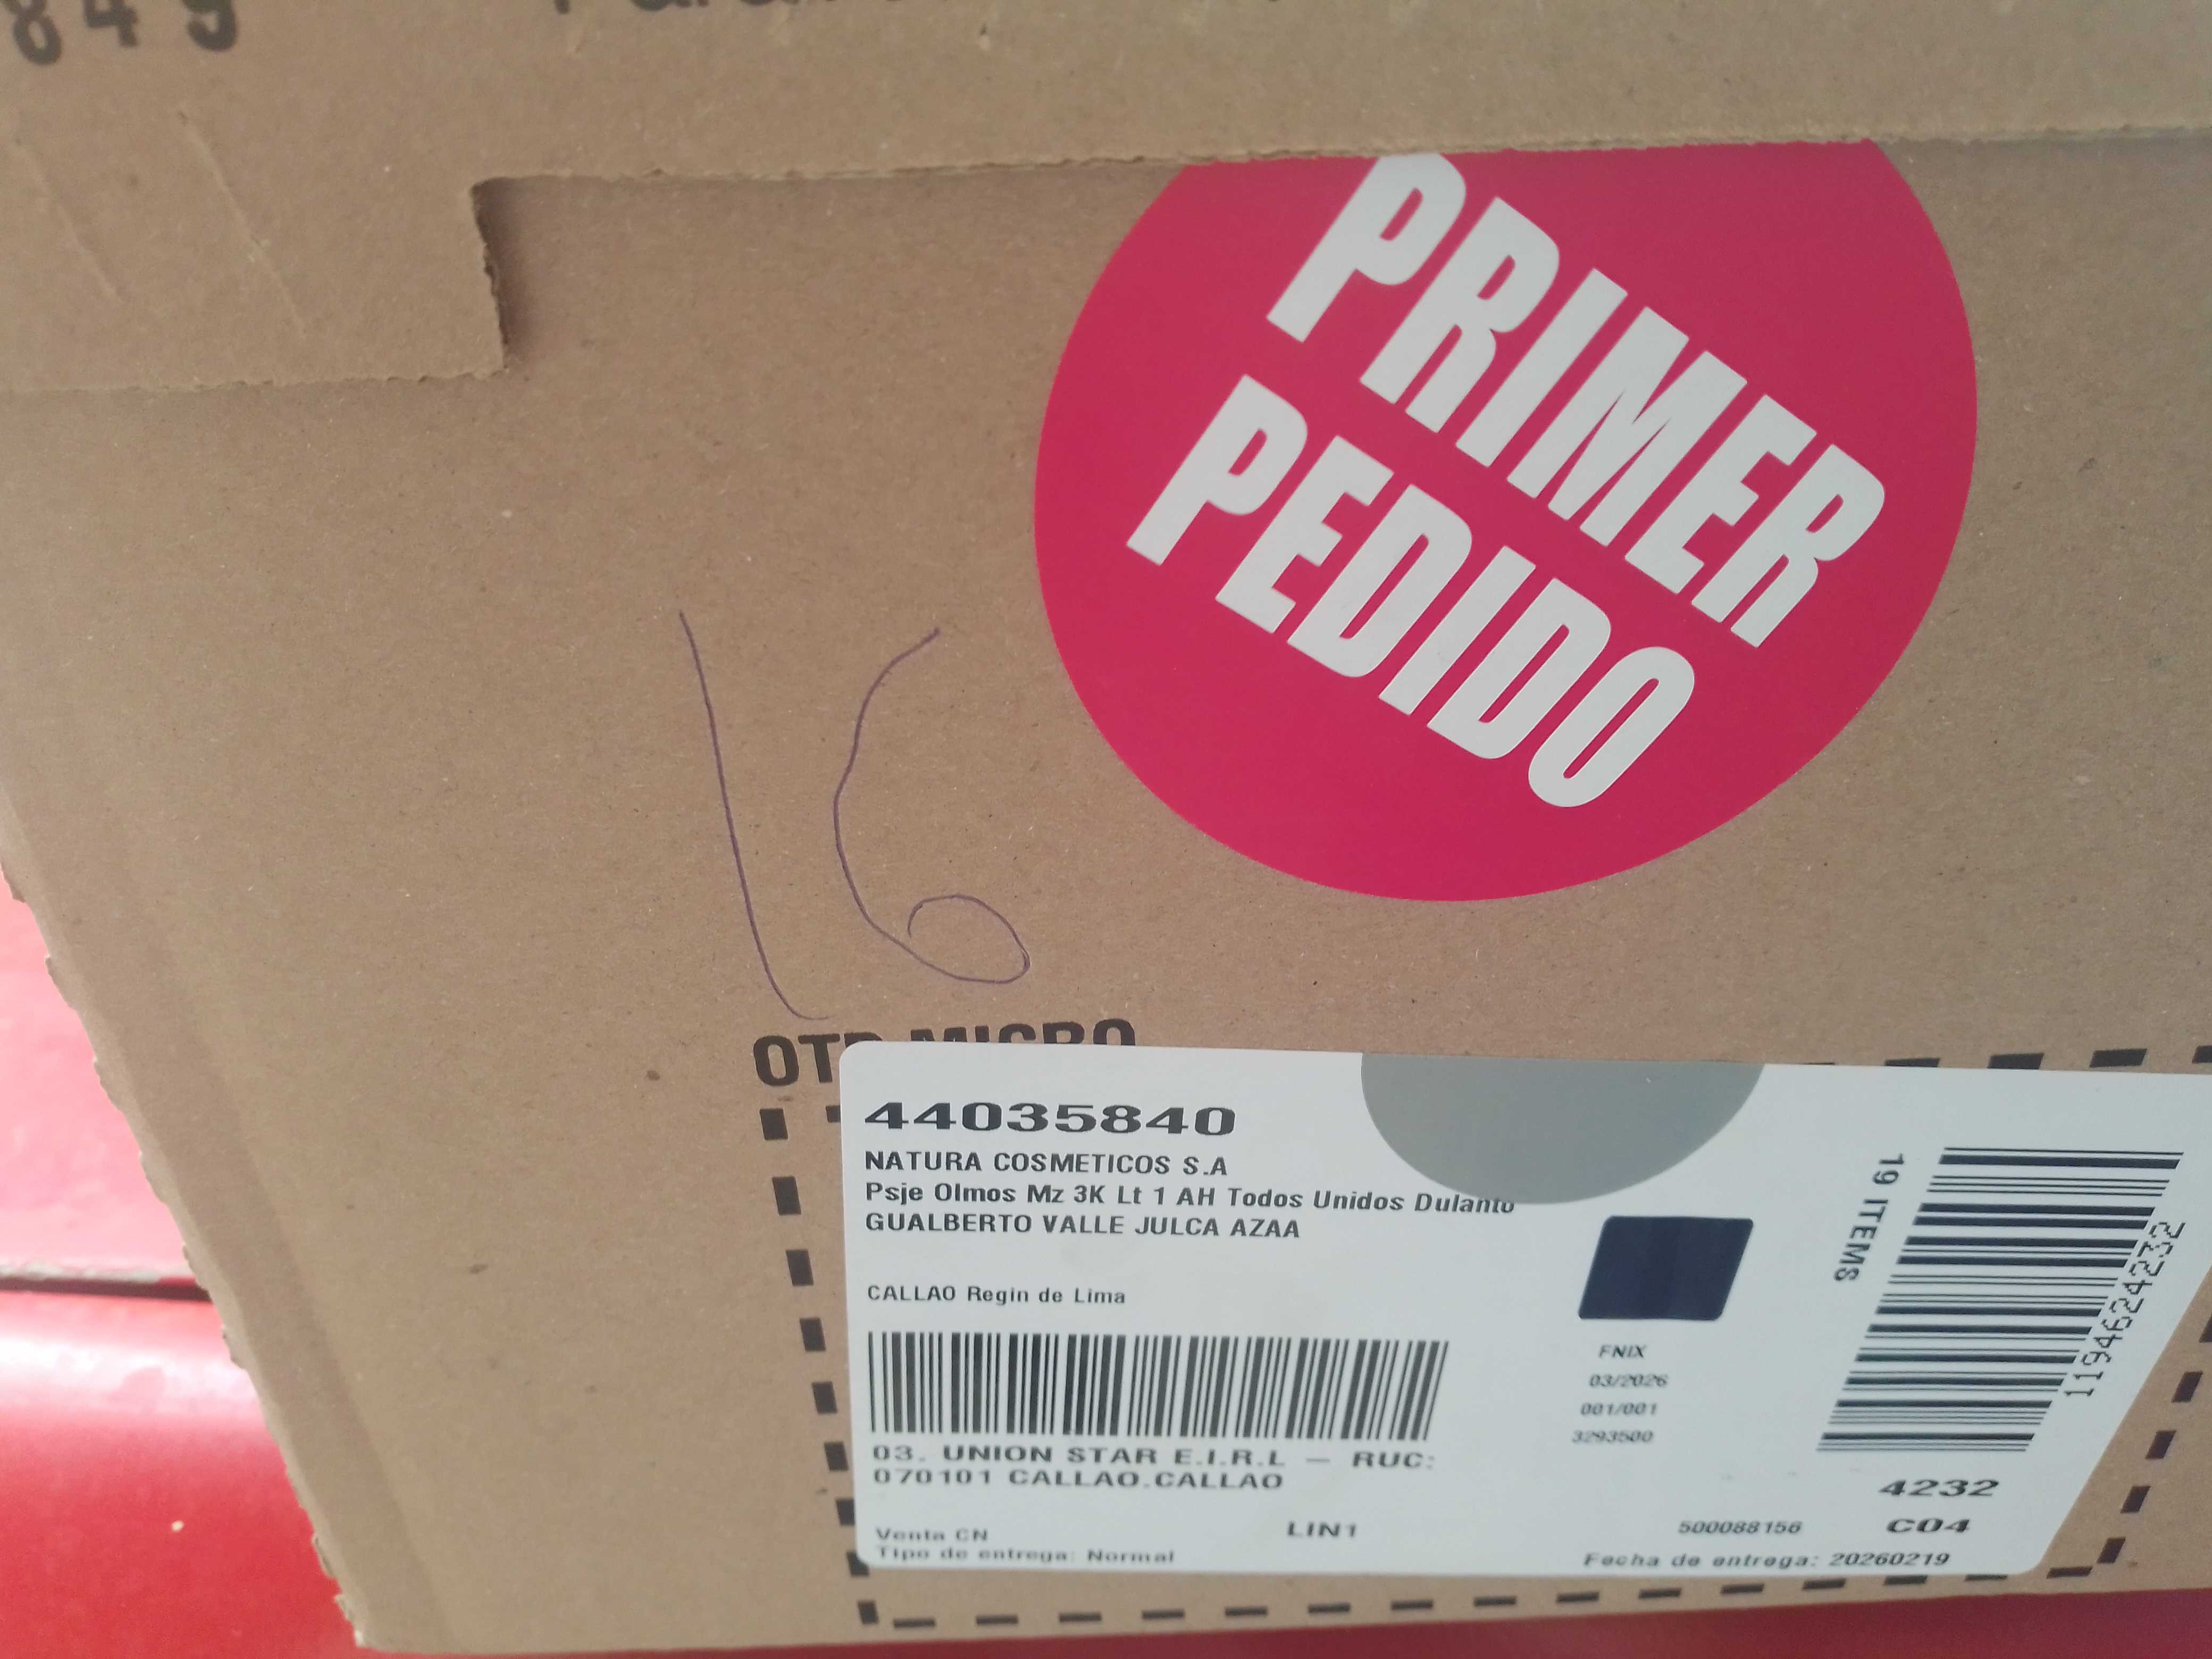 84
PRIMER
PEDIDO
16
44035840
NATURA COSMETICOS S.A
Psje Olmos Mz 3K Lt 1 AH Todos Unidos Dulanto
GUALBERTO VALLE JULCA AZAA
CALLAO Regin de Lima
03. UNION STAR E.I.R.L — RUC:
070101 CALLAO.CALLAO
Venta CN
Tipo de entrega: Normal
LIN1
FNIX
03/2026
001/001
3293500
19 ITEMS
1194624232
4232
500088156
C04
Fecha de entrega: 20260219